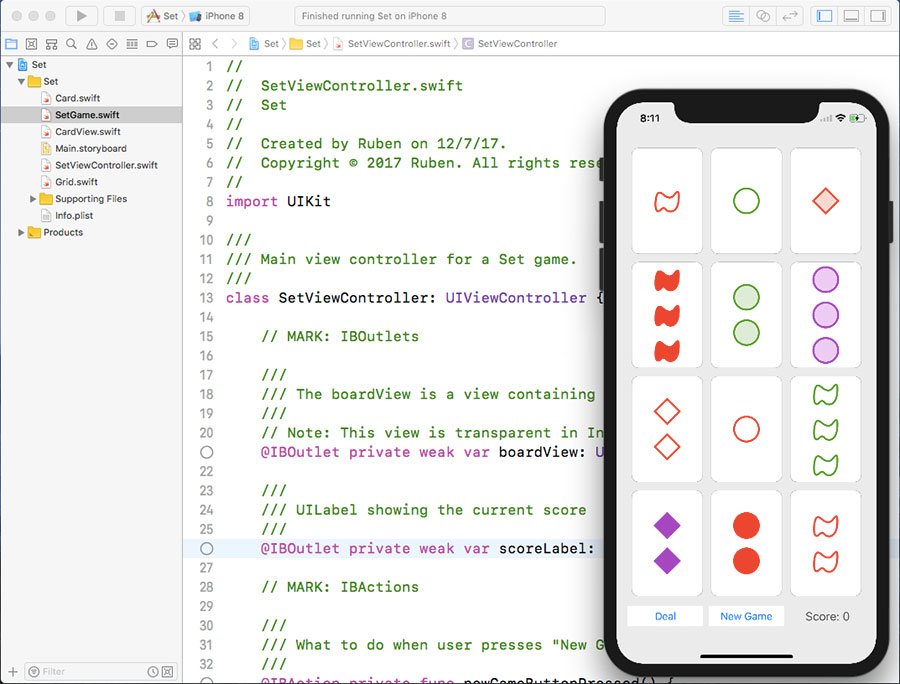 Set
iPhone 8
Finished running Set on iPhone 8
Set
Set
SetViewController.swift
C SetViewController
Set
Set
Card.swift
SetGame.swift
CardView.swift
Main.storyboard
SetViewController.swift
Grid.swift
Supporting Files
Info.plist
Products
Filter
1 //
2 //  SetViewController.swift
3 //  Set
4 //
5 //  Created by Ruben on 12/7/17.
6 //  Copyright © 2017 Ruben. All rights rese
7 //
8 import UIKit
9
10 ///
11 /// Main view controller for a Set game.
12 ///
13 class SetViewController: UIViewController {
14
15 // MARK: IBOutlets
16
17 ///
18 /// The boardView is a view containing
19 ///
20 // Note: This view is transparent in In
@IBOutlet private weak var boardView: U
22
23 ///
24 /// UILabel showing the current score
25 ///
@IBOutlet private weak var scoreLabel:
27
28 // MARK: IBActions
29
30 ///
31 /// What to do when user presses "New G
32 ///
@IBAction private func newGameButtonPressed() {
8:11
Deal
New Game
Score: 0